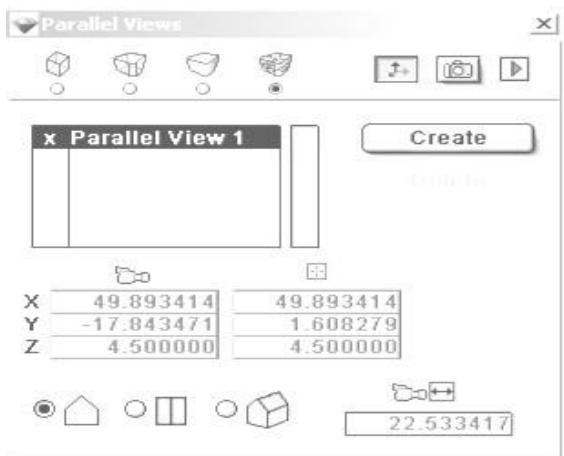 Parallel Views
x Parallel View 1
Create
X 49.893414 49.893414
Y -17.843471 1.608279
Z 4.500000 4.500000
22.533417